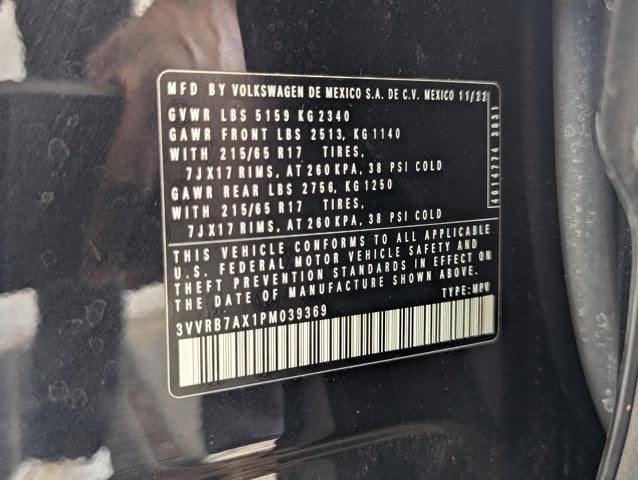 MFD BY VOLKSWAGEN DE MEXICO S.A. DE C.V. MEXICO 11/22
GVWR LBS 5159 KG 2340
GAWR FRONT LBS 2513, KG 1140
WITH 215/65 R17 TIRES,
7JX17 RIMS, AT 260 KPA, 38 PSI COLD
GAWR REAR LBS 2756, KG 1250
WITH 215/65 R17 TIRES,
7JX17 RIMS, AT 260 KPA, 38 PSI COLD
THIS VEHICLE CONFORMS TO ALL APPLICABLE
U.S. FEDERAL MOTOR VEHICLE SAFETY AND
THEFT PREVENTION STANDARDS IN EFFECT ON
THE DATE OF MANUFACTURE SHOWN ABOVE.
3VVRB7AX1PM039369 TYPE:MPV
4614774 3031